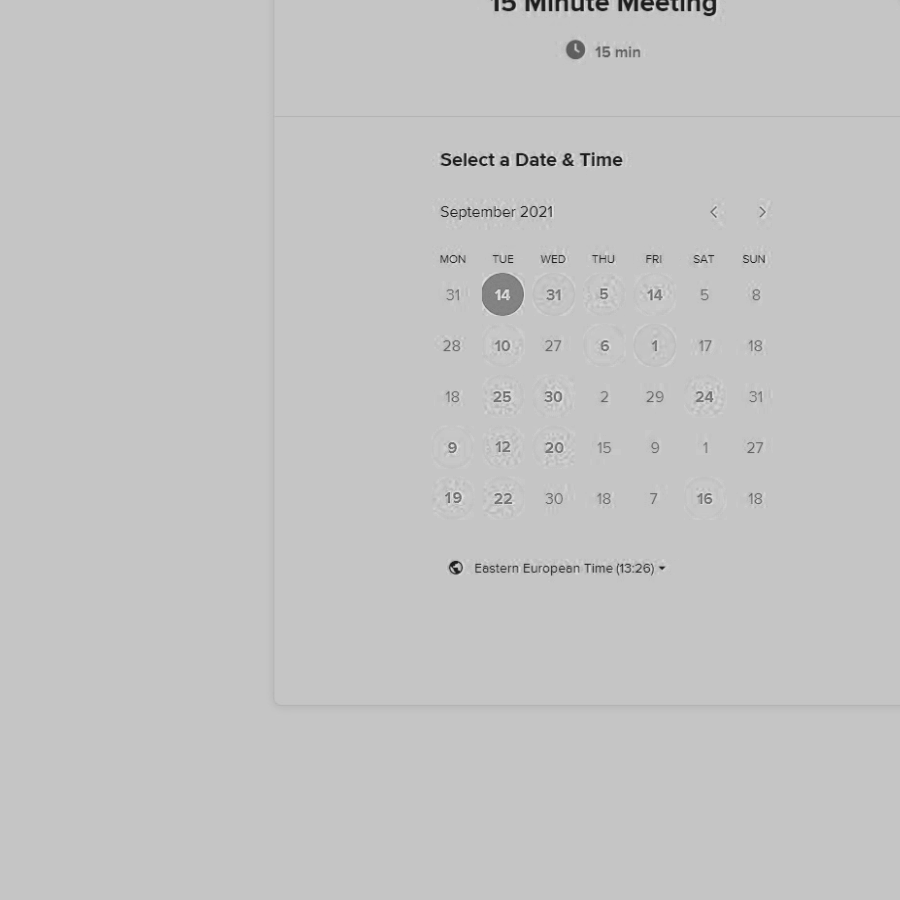 15 Minute Meeting
15 min
Select a Date & Time
September 2021
MON TUE WED THU FRI SAT SUN
31 14 31 5 14 5 8
28 10 27 6 1 17 18
18 25 30 2 29 24 31
9 12 20 15 9 1 27
19 22 30 18 7 16 18
Eastern European Time (13:26)